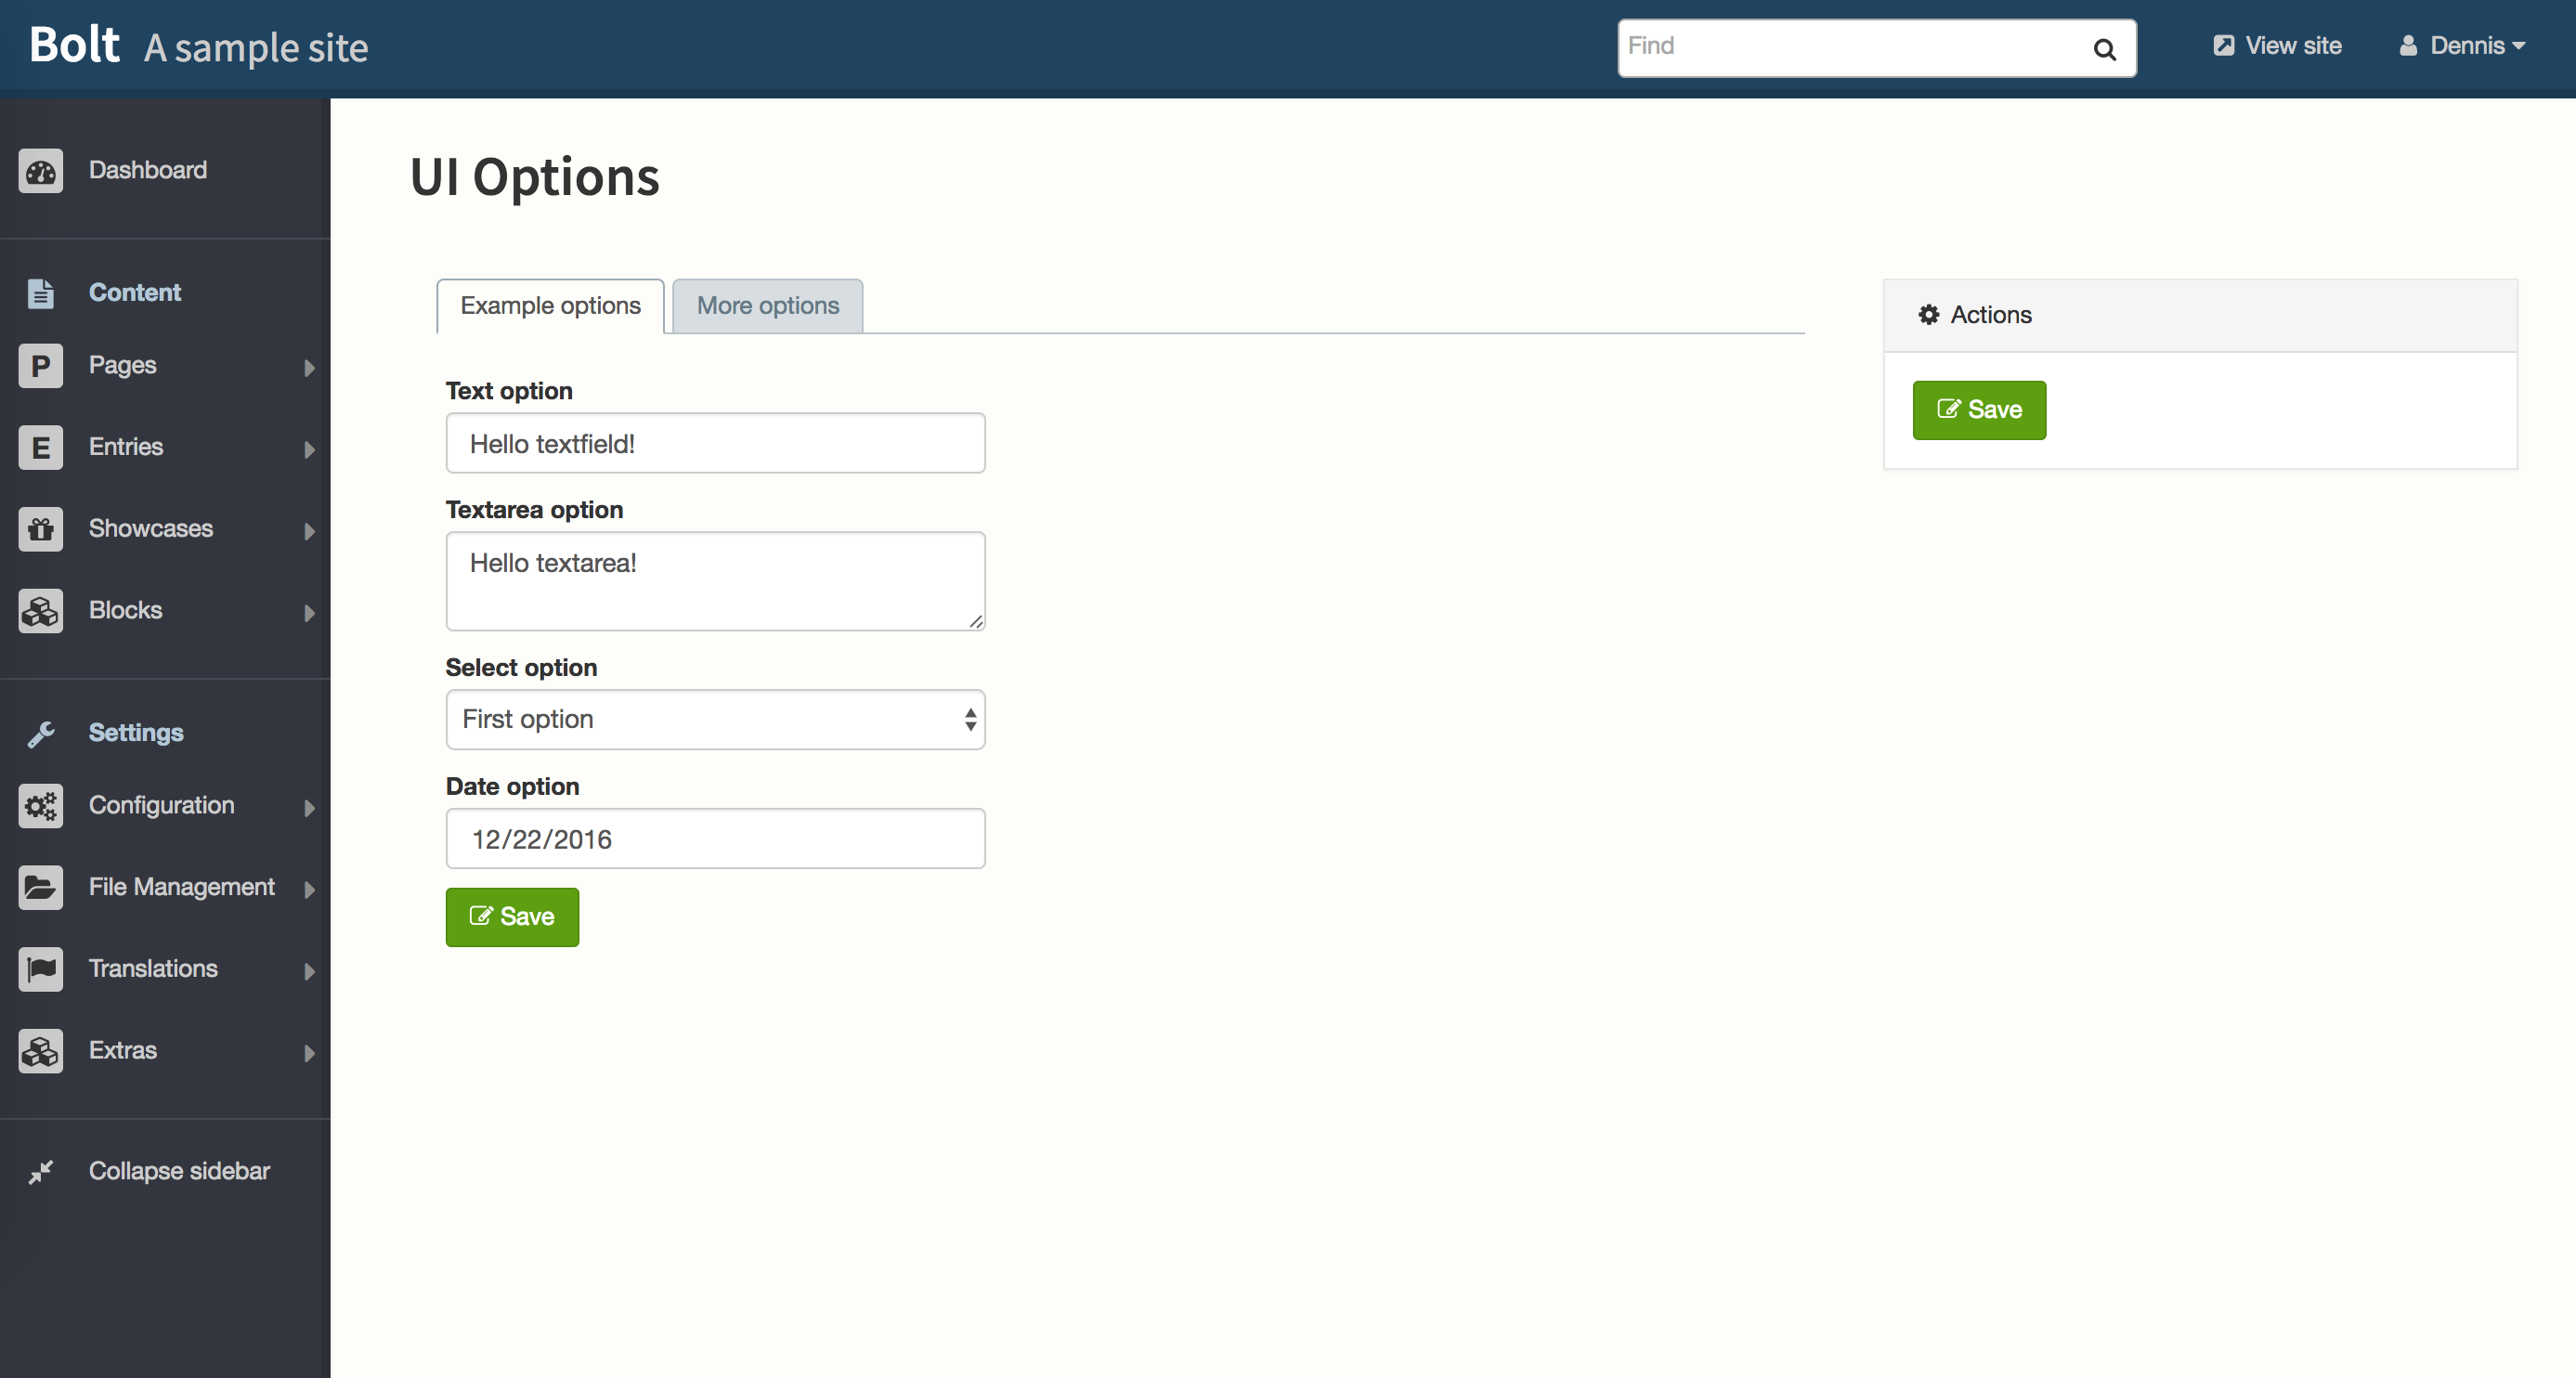 Bolt A sample site
Find
View site
Dennis
Dashboard
Content
P Pages
E Entries
Showcases
Blocks
Settings
Configuration
File Management
Translations
Extras
Collapse sidebar
UI Options
Example options
More options
Text option
Hello textfield!
Textarea option
Hello textarea!
Select option
First option
Date option
12/22/2016
Save
Actions
Save